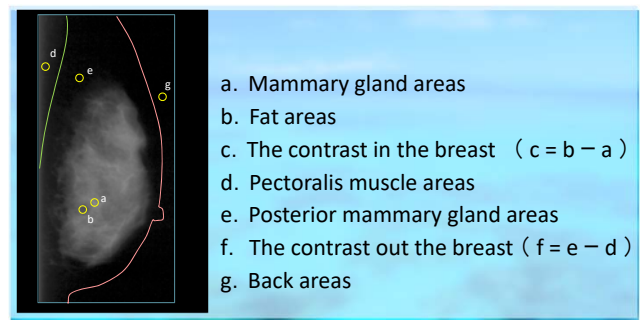 d
e
g
a
b
a. Mammary gland areas
b. Fat areas
c. The contrast in the breast （ c = b － a ）
d. Pectoralis muscle areas
e. Posterior mammary gland areas
f. The contrast out the breast（ f = e － d ）
g. Back areas